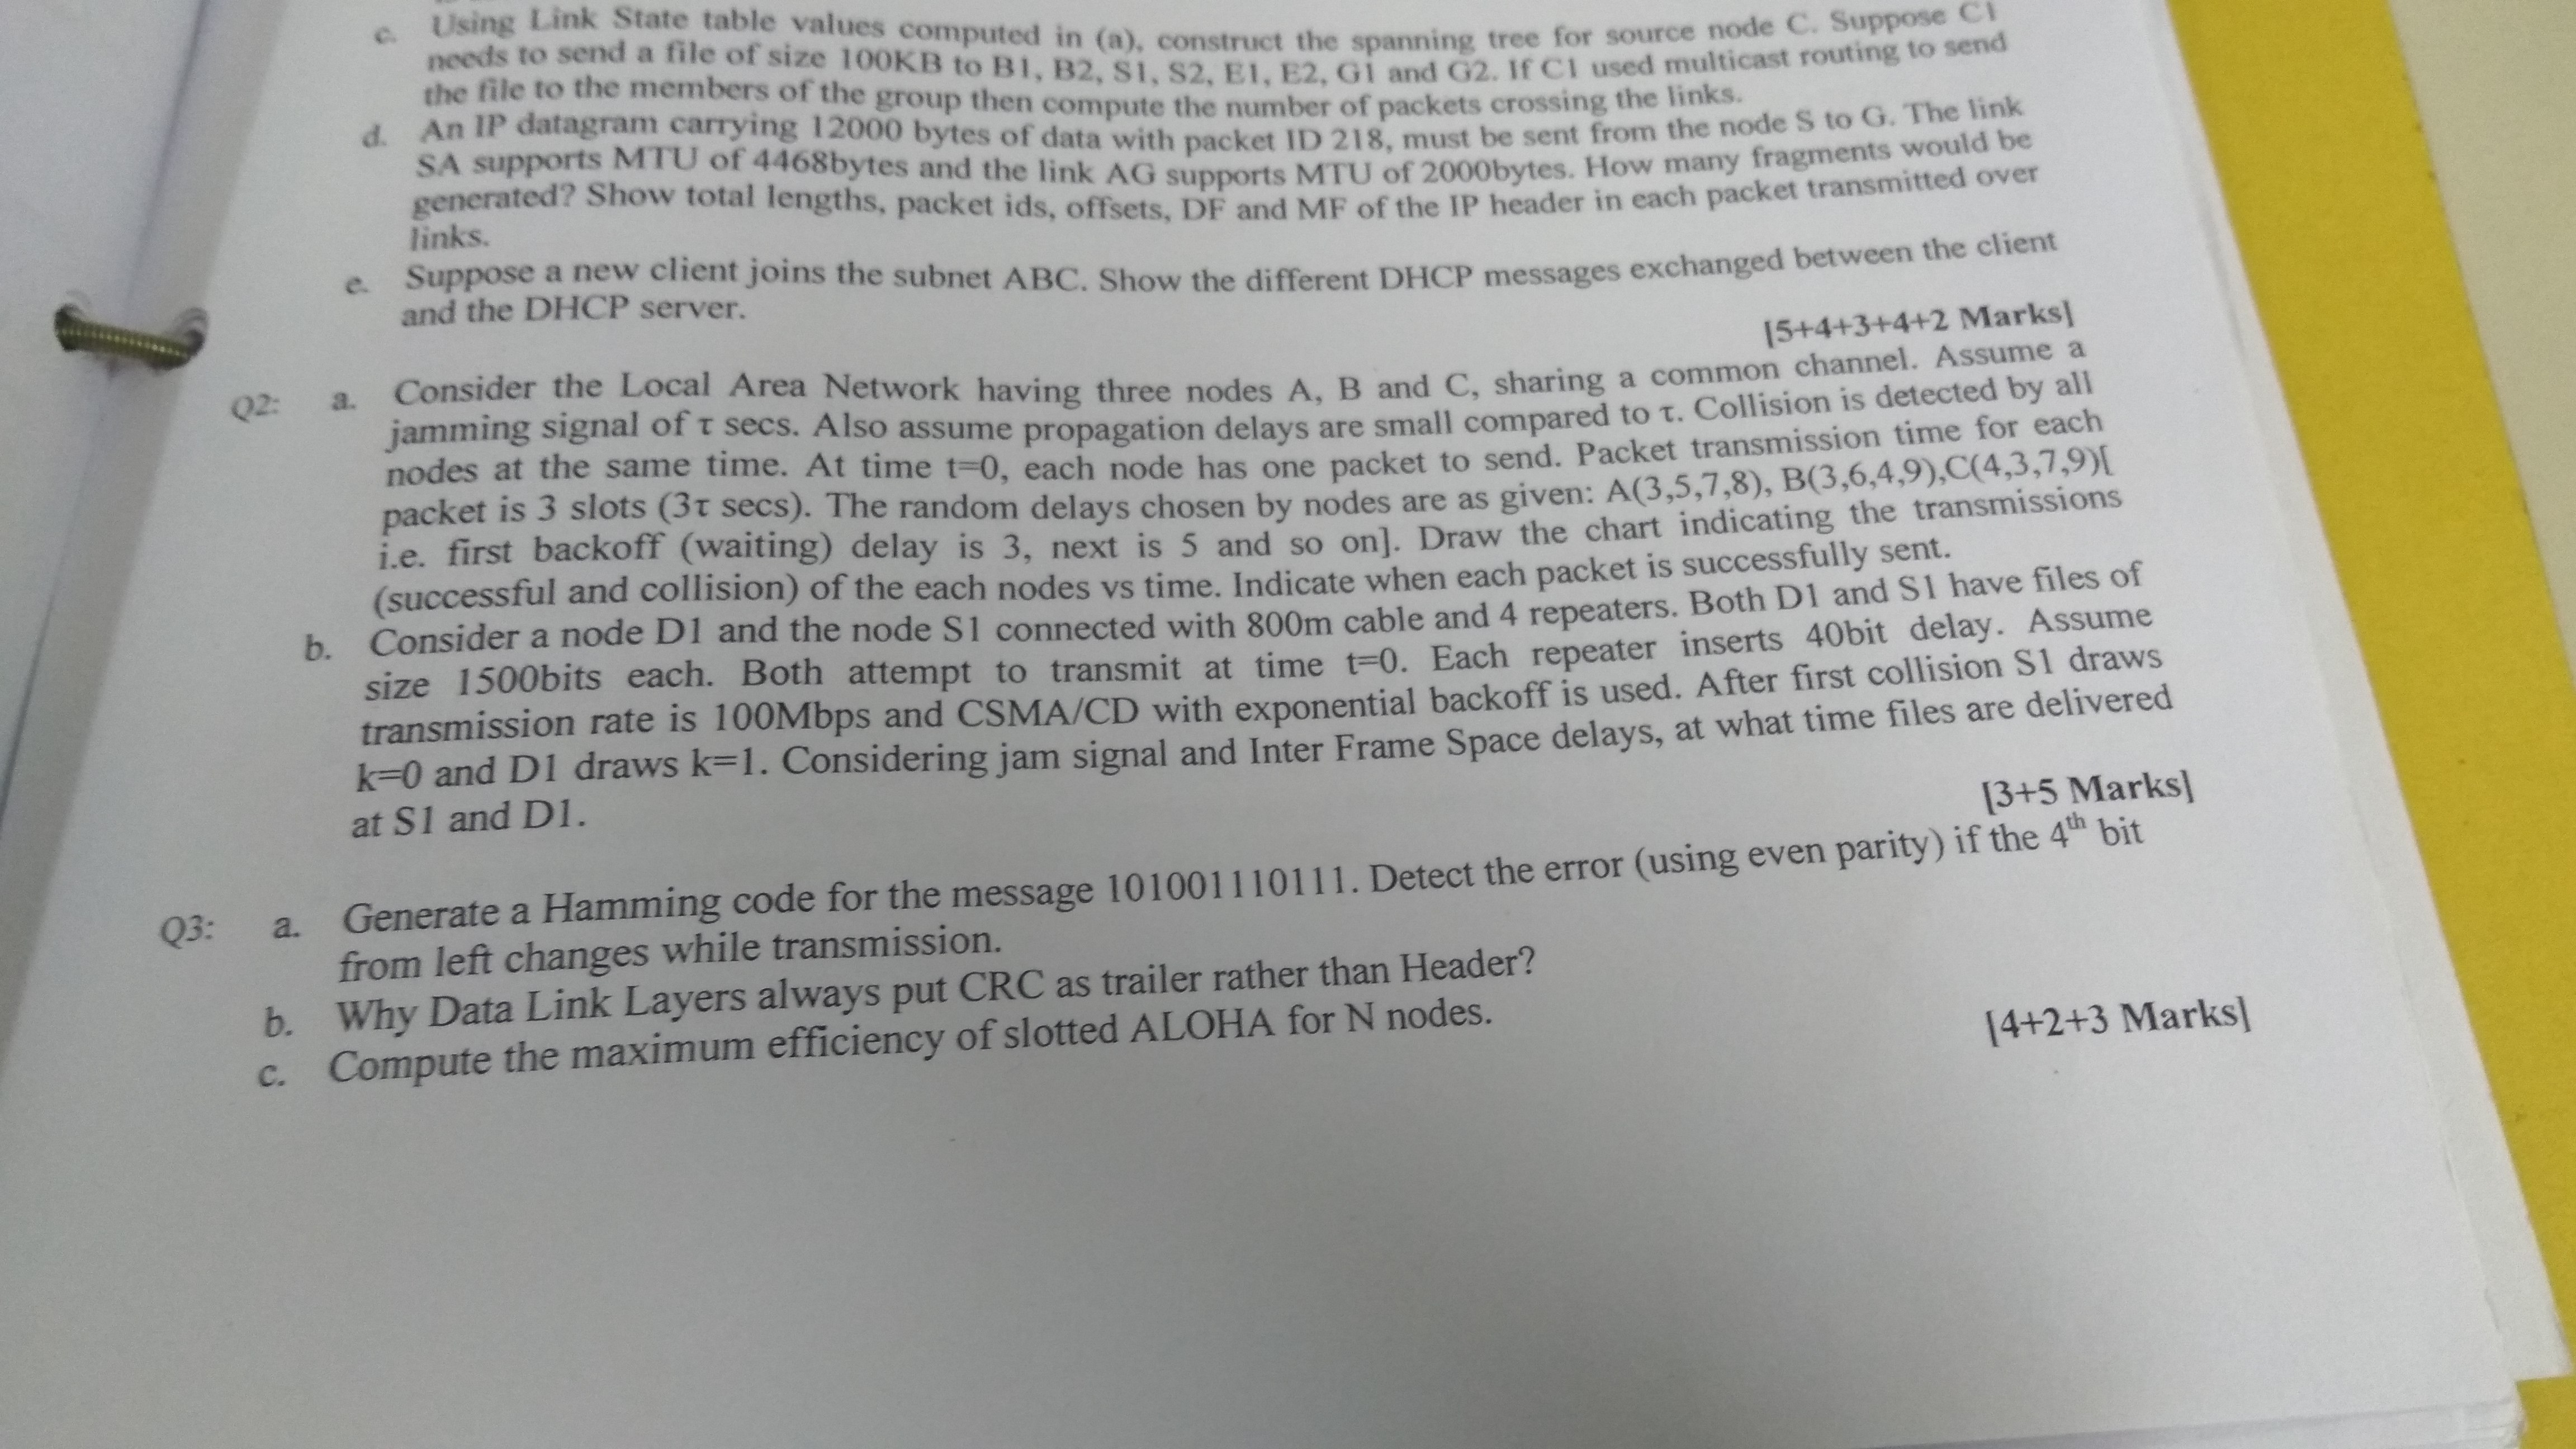 c. Using Link State table values computed in (a), construct the spanning tree for source node C. Suppose C1
needs to send a file of size 100KB to B1, B2, S1, S2, E1, E2, G1 and G2. If C1 used multicast routing to send
the file to the members of the group then compute the number of packets crossing the links.
d. An IP datagram carrying 12000 bytes of data with packet ID 218, must be sent from the node S to G. The link
SA supports MTU of 4468bytes and the link AG supports MTU of 2000bytes. How many fragments would be
generated? Show total lengths, packet ids, offsets, DF and MF of the IP header in each packet transmitted over
links.
e. Suppose a new client joins the subnet ABC. Show the different DHCP messages exchanged between the client
and the DHCP server.
[5+4+3+4+2 Marks]
Q2: a. Consider the Local Area Network having three nodes A, B and C, sharing a common channel. Assume a
jamming signal of τ secs. Also assume propagation delays are small compared to τ. Collision is detected by all
nodes at the same time. At time t=0, each node has one packet to send. Packet transmission time for each
packet is 3 slots (3τ secs). The random delays chosen by nodes are as given: A(3,5,7,8), B(3,6,4,9),C(4,3,7,9)[
i.e. first backoff (waiting) delay is 3, next is 5 and so on]. Draw the chart indicating the transmissions
(successful and collision) of the each nodes vs time. Indicate when each packet is successfully sent.
b. Consider a node D1 and the node S1 connected with 800m cable and 4 repeaters. Both D1 and S1 have files of
size 1500bits each. Both attempt to transmit at time t=0. Each repeater inserts 40bit delay. Assume
transmission rate is 100Mbps and CSMA/CD with exponential backoff is used. After first collision S1 draws
k=0 and D1 draws k=1. Considering jam signal and Inter Frame Space delays, at what time files are delivered
at S1 and D1.
[3+5 Marks]
Q3: a. Generate a Hamming code for the message 101001110111. Detect the error (using even parity) if the 4th bit
from left changes while transmission.
b. Why Data Link Layers always put CRC as trailer rather than Header?
c. Compute the maximum efficiency of slotted ALOHA for N nodes.
[4+2+3 Marks]